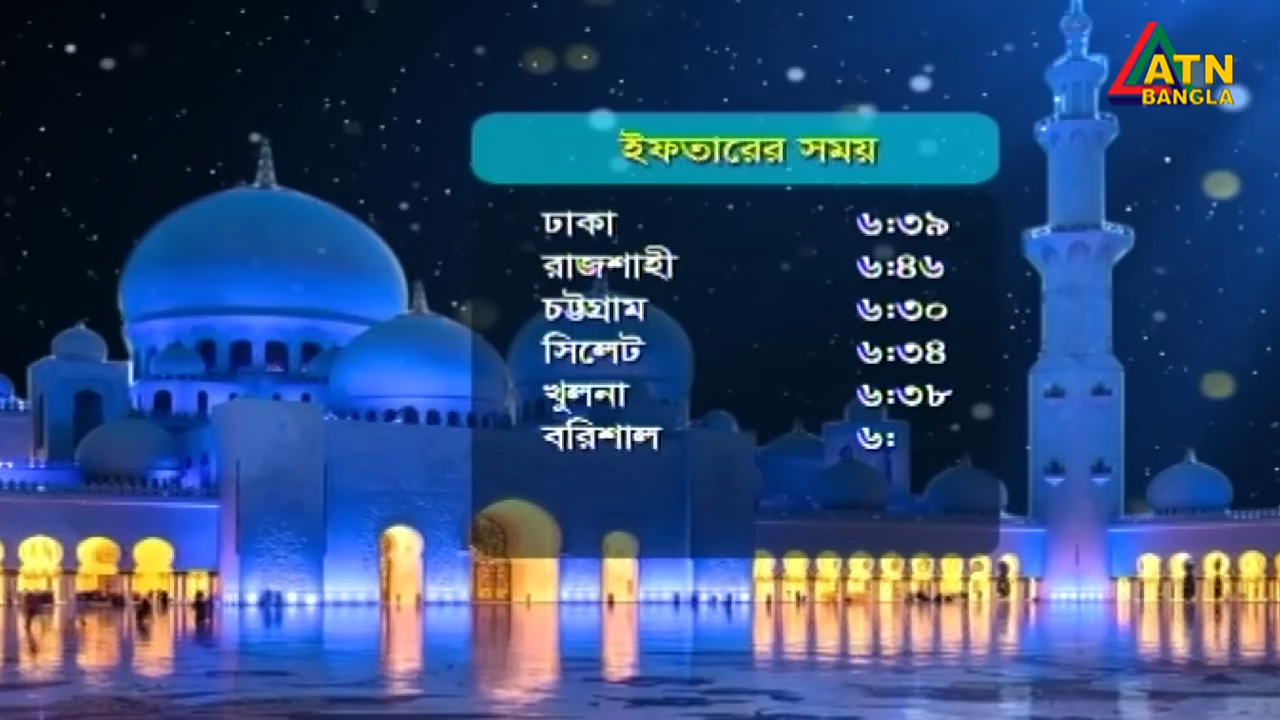 ATN
BANGLA
ইফতারের সময়
ঢাকা ৬:৩৯
রাজশাহী ৬:৪৬
চট্টগ্রাম ৬:৩০
সিলেট ৬:৩৪
খুলনা ৬:৩৮
বরিশাল ৬: